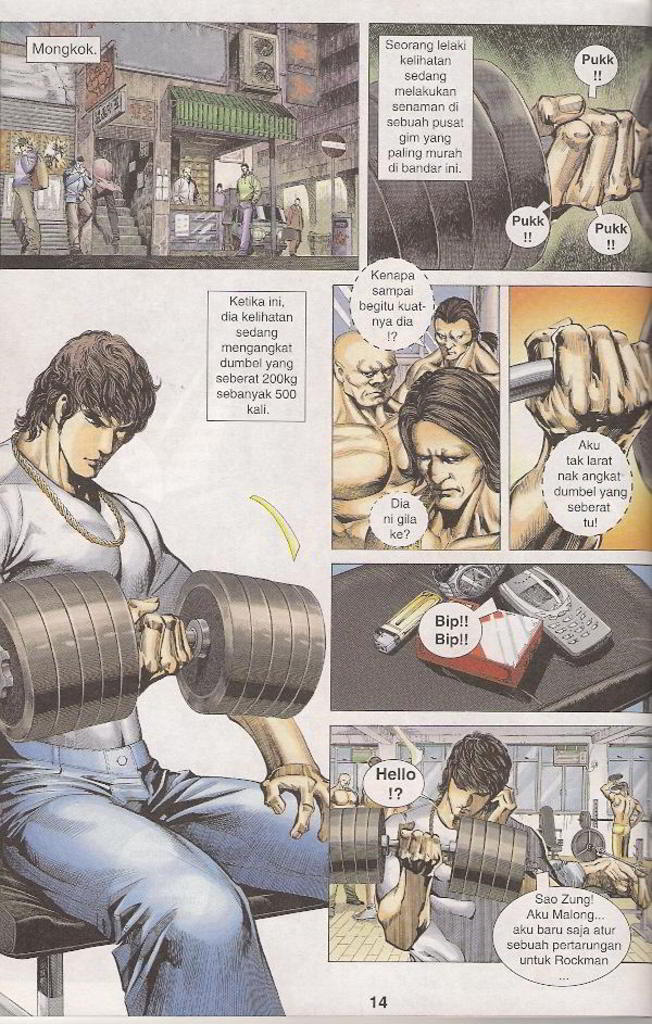 Mongkok.
Seorang lelaki
kelihatan
sedang
melakukan
senaman di
sebuah pusat
gim yang
paling murah
di bandar ini.
Pukk
!!
Pukk
!!
Pukk
!!
Ketika ini,
dia kelihatan
sedang
mengangkat
dumbel yang
seberat 200kg
sebanyak 500
kali.
Kenapa
sampai
begitu kuat-
nya dia
!?
Dia
ni gila
ke?
Aku
tak larat
nak angkat
dumbel yang
seberat
tu!
Bip!!
Bip!!
Hello
!?
Sao Zung!
Aku Malong...
aku baru saja atur
sebuah pertarungan
untuk Rockman
...
14